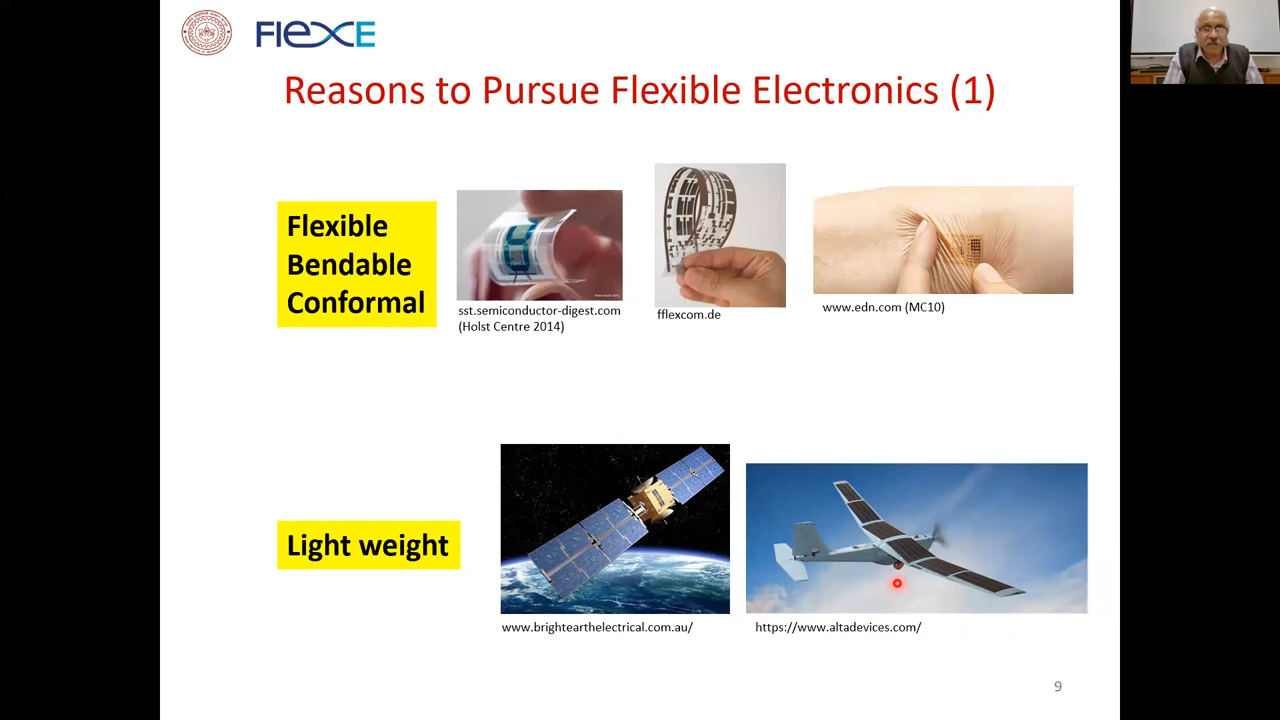 FlexE
Reasons to Pursue Flexible Electronics (1)
Flexible
Bendable
Conformal
sst.semiconductor-digest.com
(Holst Centre 2014)
fflexcom.de
www.edn.com (MC10)
Light weight
www.brightearthelectrical.com.au/
https://www.altadevices.com/
9